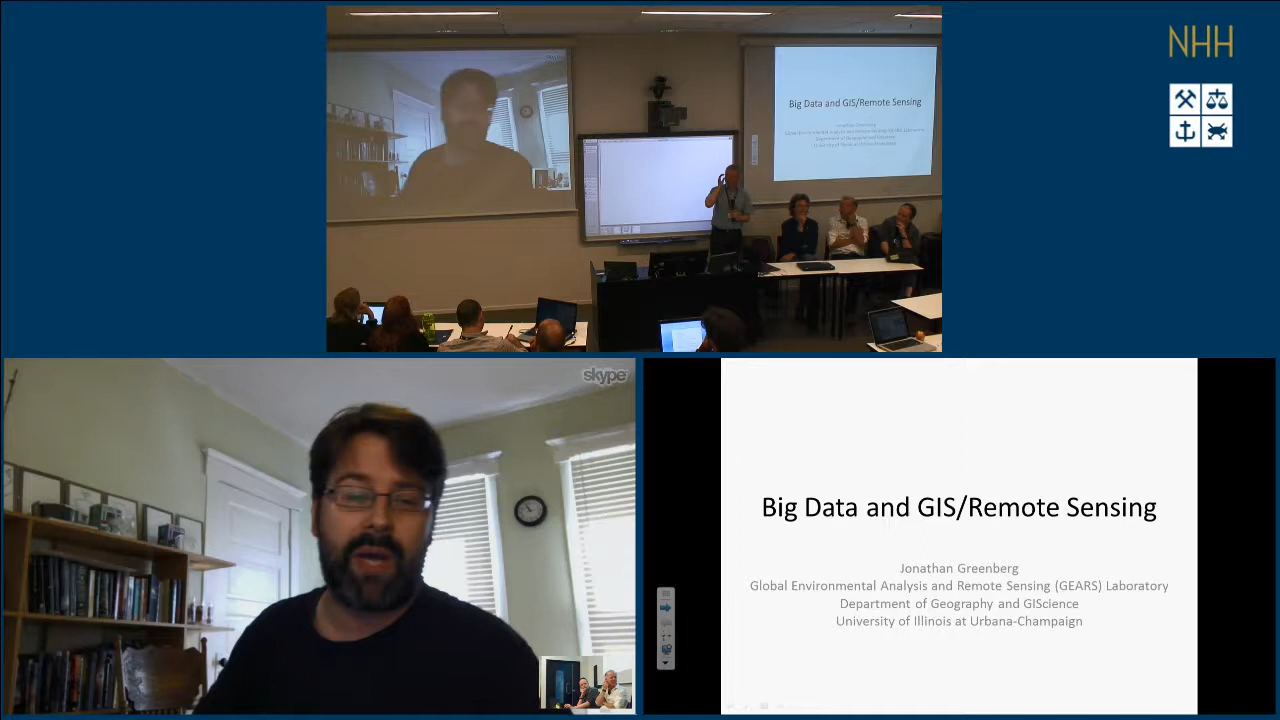 NHH
Big Data and GIS/Remote Sensing
skype
Big Data and GIS/Remote Sensing
Jonathan Greenberg
Global Environmental Analysis and Remote Sensing (GEARS) Laboratory
Department of Geography and GIScience
University of Illinois at Urbana-Champaign